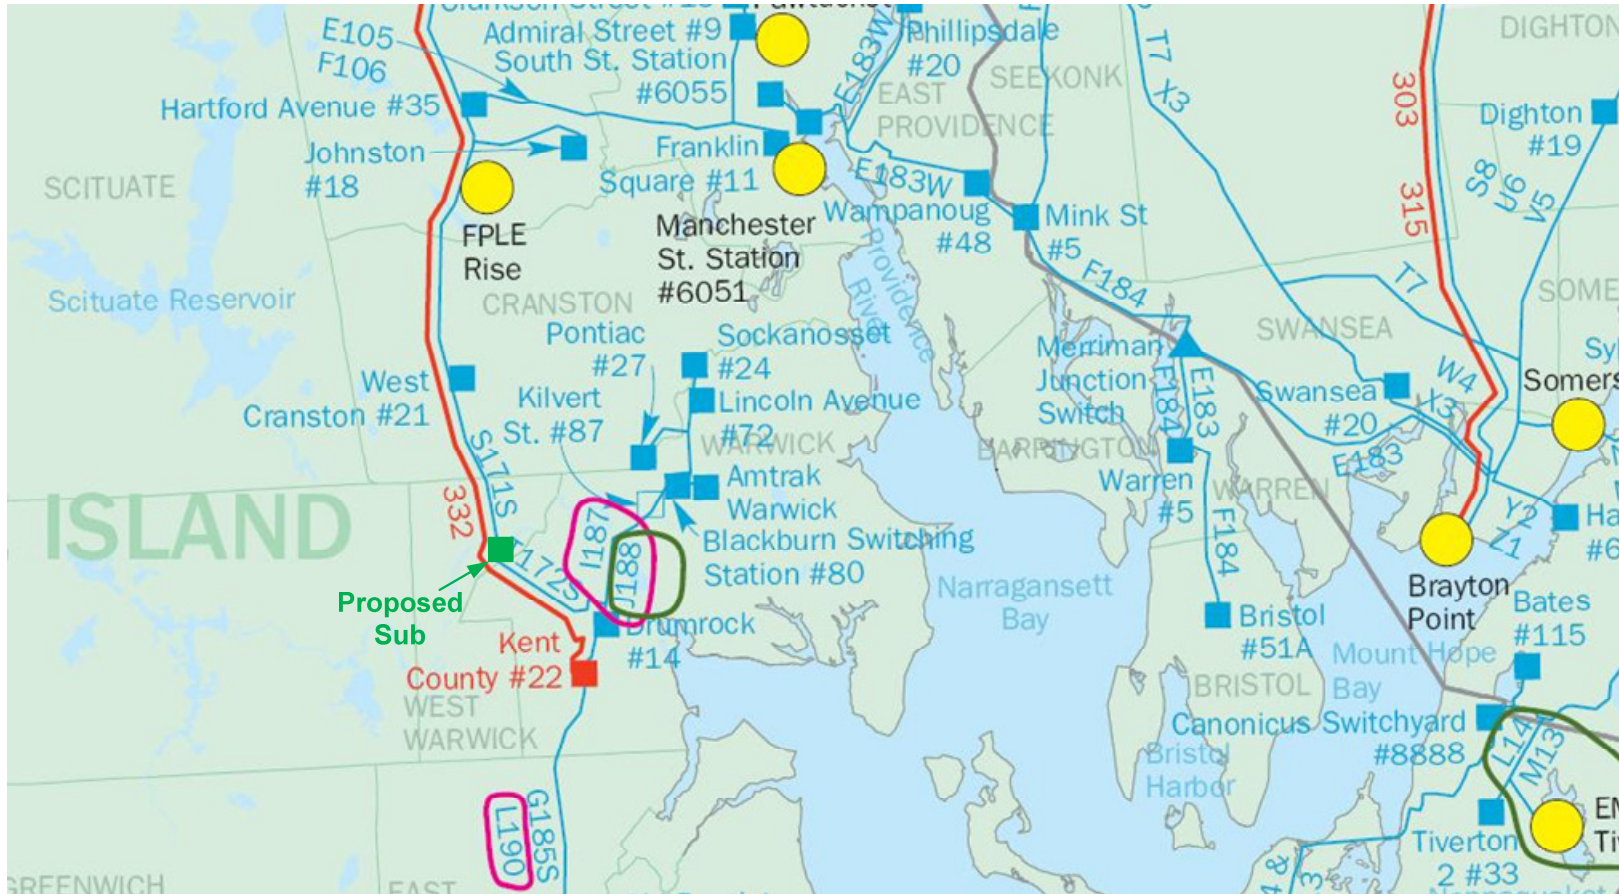 Admiral Street #9
South St. Station
#6055
E105
F106
Hartford Avenue #35
Johnston
#18
SCITUATE
FPLE
Rise
Scituate Reservoir
Franklin
Square #11
Manchester
St. Station
#6051
E183W
Phillipsdale
#20
EAST
PROVIDENCE
SEEKONK
E183W
Wampanoug
#48
Mink St
#5
Providence
River
T7 X3
303
315
DIGHTON
Dighton
#19
S8
U6
V5
F184
T7
SWANSEA
CRANSTON
Pontiac
#27
Sockanosset
#24
Kilvert
St. #87
Lincoln Avenue
#72
West
Cranston #21
WARWICK
Amtrak
Warwick
Blackburn Switching
Station #80
S171S
332
T172S
I187
J188
ISLAND
Proposed
Sub
Drumrock
#14
Kent
County #22
WEST
WARWICK
L190
G185S
Merriman
Junction
Switch
F184
E183
BARRINGTON
Warren
#5
WARREN
F184
Swansea
#20
W4
X3
E183
Somers
Y2
Z1
Brayton
Point
Narragansett
Bay
Bristol
#51A
BRISTOL
Mount Hope
Bay
Bates
#115
Canonicus Switchyard
#8888
Bristol
Harbor
L14
M13
Tiverton
2 #33